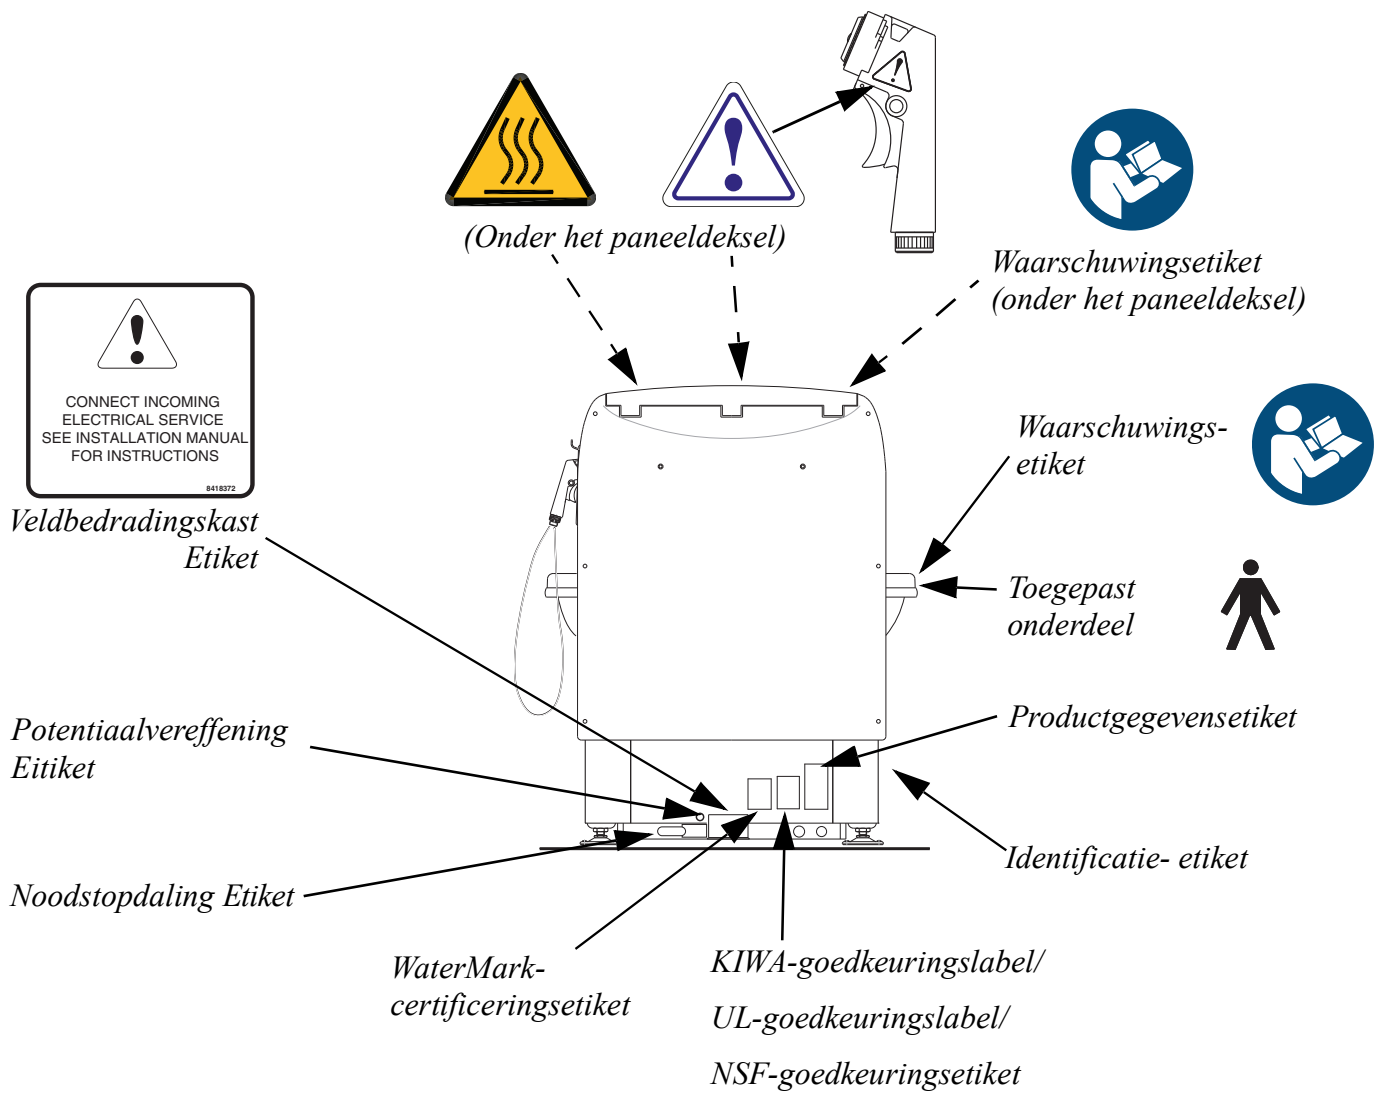 (Onder het paneeldeksel)
Waarschuwingsetiket
(onder het paneeldeksel)
CONNECT INCOMING
ELECTRICAL SERVICE
SEE INSTALLATION MANUAL
FOR INSTRUCTIONS
8418372
Veldbedradingskast
Etiket
Waarschuwings-
etiket
Toegepast
onderdeel
Potentiaalvereffening
Eitiket
Productgegevensetiket
Identificatie- etiket
Noodstopdaling Etiket
WaterMark-
certificeringsetiket
KIWA-goedkeuringslabel/
UL-goedkeuringslabel/
NSF-goedkeuringsetiket